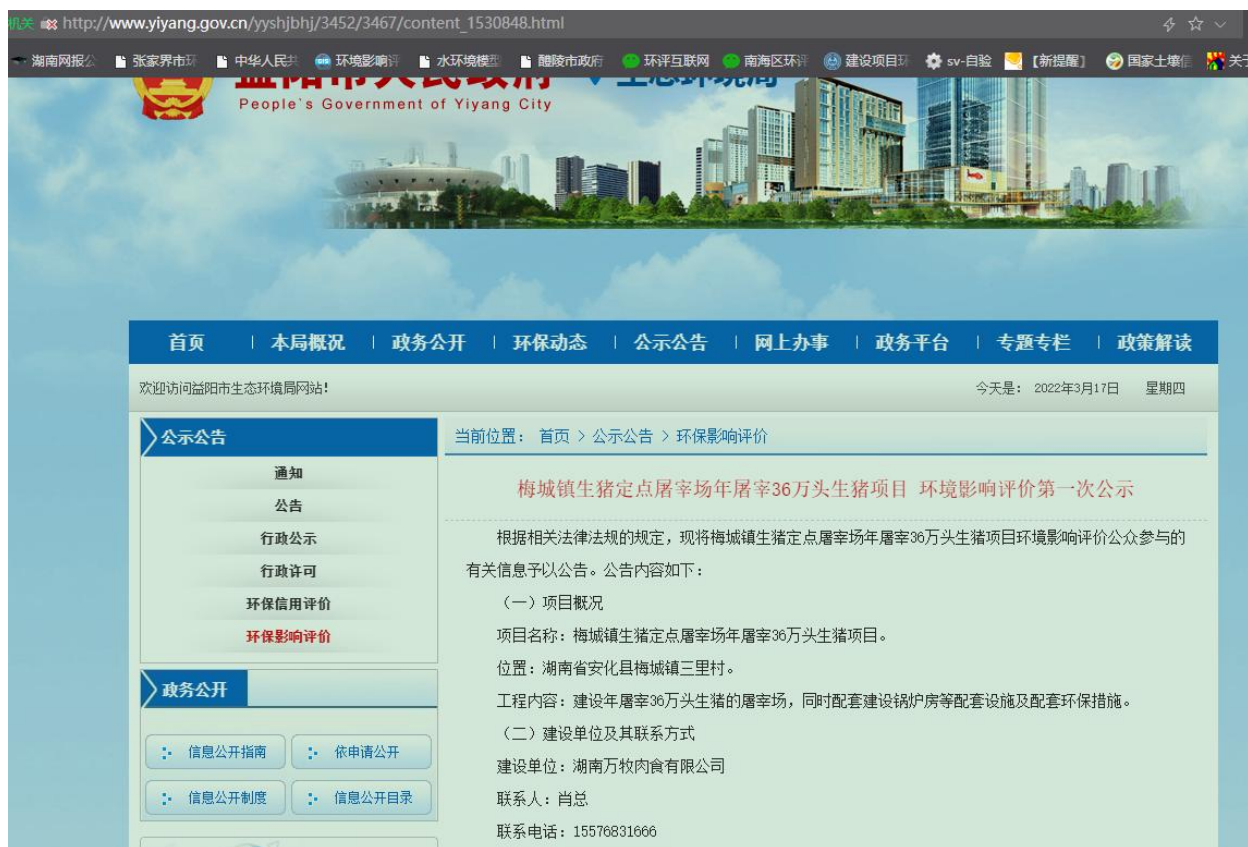 机关 http://www.yiyang.gov.cn/yyshjbhj/3452/3467/content_1530848.html
湖南网报公 张家界市环 中华人民共 环境影响评 水环境模型 醴陵市政府 环评互联网 南海区环评 建设项目环 sv-自验 【新提醒】 国家土壤信 关于
益阳市人民政府 生态环境局
People's Government of Yiyang City
首页 本局概况 政务公开 环保动态 公示公告 网上办事 政务平台 专题专栏 政策解读
欢迎访问益阳市生态环境局网站! 今天是: 2022年3月17日 星期四
公示公告
通知
公告
行政公示
行政许可
环保信用评价
环保影响评价
政务公开
信息公开指南 依申请公开
信息公开制度 信息公开目录
当前位置: 首页 > 公示公告 > 环保影响评价
梅城镇生猪定点屠宰场年屠宰36万头生猪项目 环境影响评价第一次公示
根据相关法律法规的规定，现将梅城镇生猪定点屠宰场年屠宰36万头生猪项目环境影响评价公众参与的
有关信息予以公告。公告内容如下：
（一）项目概况
项目名称：梅城镇生猪定点屠宰场年屠宰36万头生猪项目。
位置：湖南省安化县梅城镇三里村。
工程内容：建设年屠宰36万头生猪的屠宰场，同时配套建设锅炉房等配套设施及配套环保措施。
（二）建设单位及其联系方式
建设单位：湖南万牧肉食有限公司
联系人：肖总
联系电话：15576831666